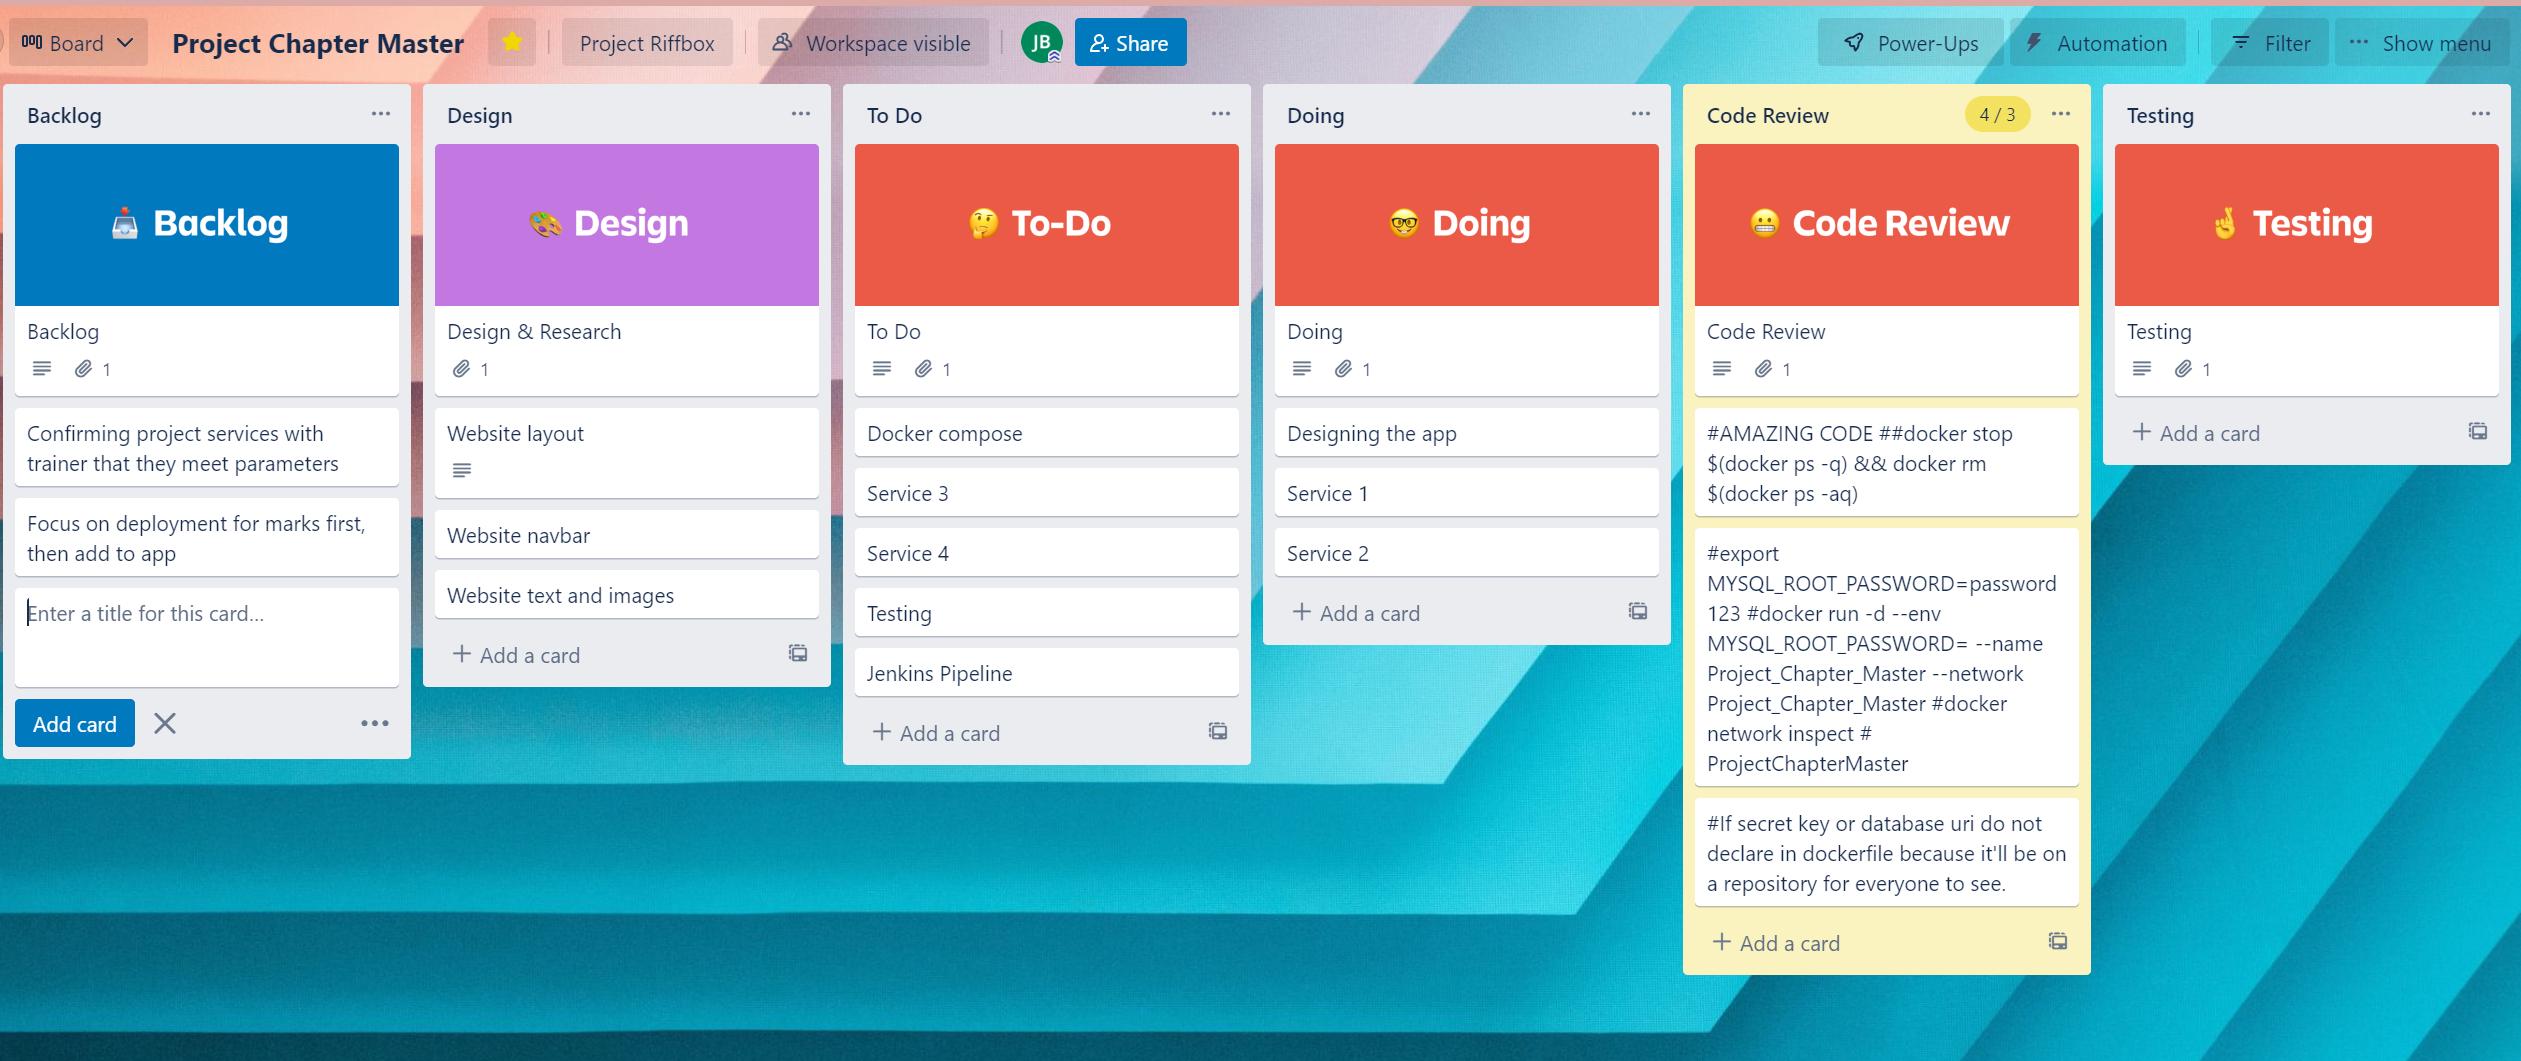 Board
Project Chapter Master
Project Riffbox
Workspace visible
JB
Share
Power-Ups
Automation
Filter
Show menu
Backlog
Backlog
Backlog
1
Confirming project services with
trainer that they meet parameters
Focus on deployment for marks first,
then add to app
Enter a title for this card...
Add card
Design
Design
Design & Research
1
Website layout
Website navbar
Website text and images
+ Add a card
To Do
To-Do
To Do
1
Docker compose
Service 3
Service 4
Testing
Jenkins Pipeline
+ Add a card
Doing
Doing
Doing
1
Designing the app
Service 1
Service 2
+ Add a card
Code Review
4 / 3
Code Review
Code Review
1
#AMAZING CODE ##docker stop
$(docker ps -q) && docker rm
$(docker ps -aq)
#export
MYSQL_ROOT_PASSWORD=password
123 #docker run -d --env
MYSQL_ROOT_PASSWORD= --name
Project_Chapter_Master --network
Project_Chapter_Master #docker
network inspect #
ProjectChapterMaster
#If secret key or database uri do not
declare in dockerfile because it'll be on
a repository for everyone to see.
+ Add a card
Testing
Testing
Testing
1
+ Add a card